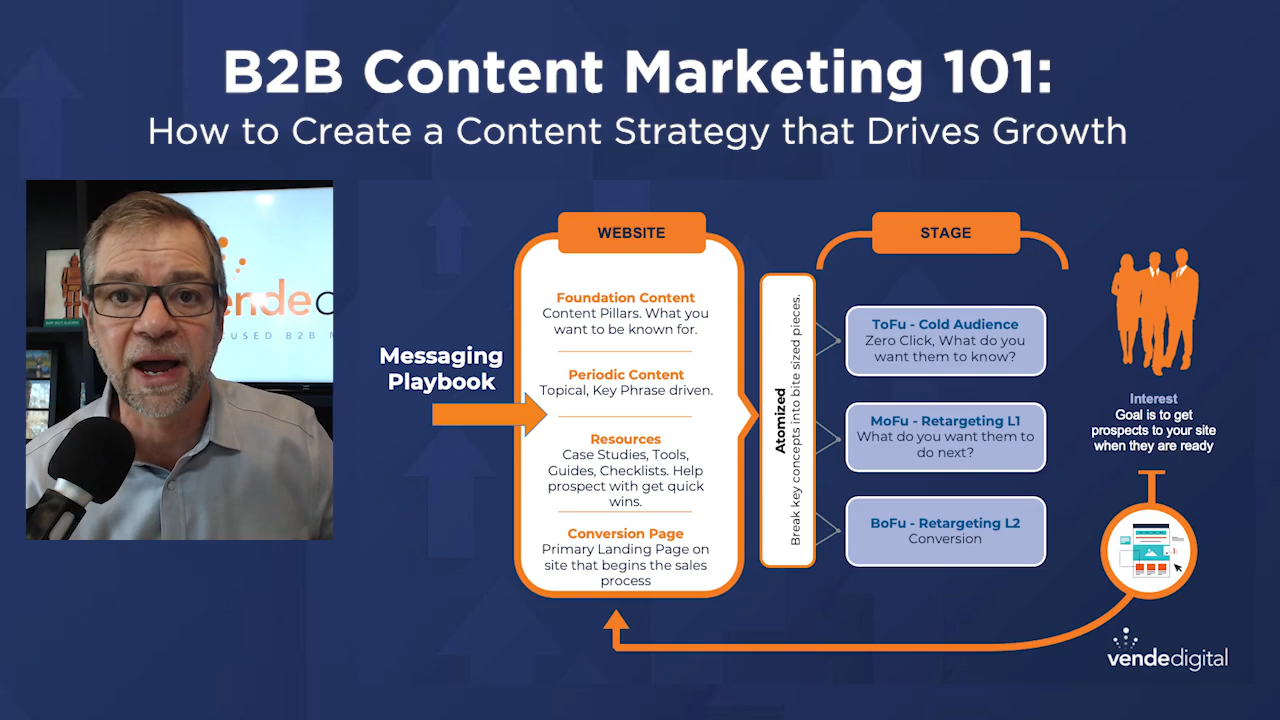 B2B Content Marketing 101:
How to Create a Content Strategy that Drives Growth
WEBSITE
STAGE
Messaging
Playbook
Foundation Content
Content Pillars. What you
want to be known for.
Periodic Content
Topical, Key Phrase driven.
Resources
Case Studies, Tools,
Guides, Checklists. Help
prospect with get quick
wins.
Conversion Page
Primary Landing Page on
site that begins the sales
process
Atomized
Break key concepts into bite sized pieces.
ToFu - Cold Audience
Zero Click, What do you
want them to know?
MoFu - Retargeting L1
What do you want them to
do next?
BoFu - Retargeting L2
Conversion
Interest
Goal is to get
prospects to your site
when they are ready
vendedigital